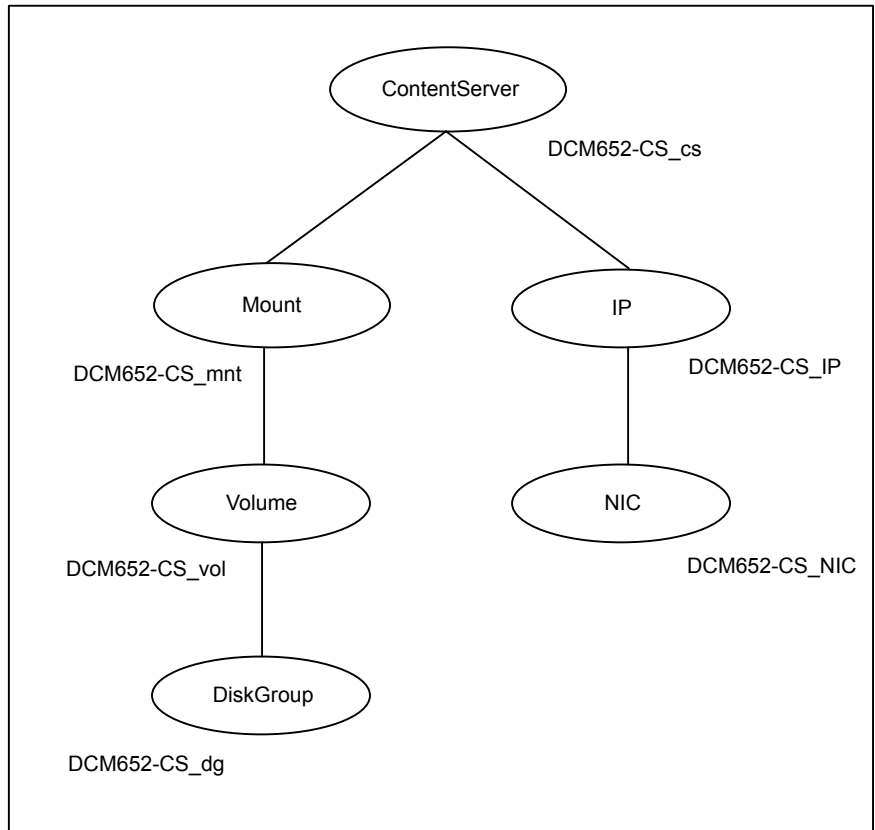 ContentServer
DCM652-CS_cs
Mount
IP
DCM652-CS_mnt
DCM652-CS_IP
Volume
NIC
DCM652-CS_vol
DCM652-CS_NIC
DiskGroup
DCM652-CS_dg